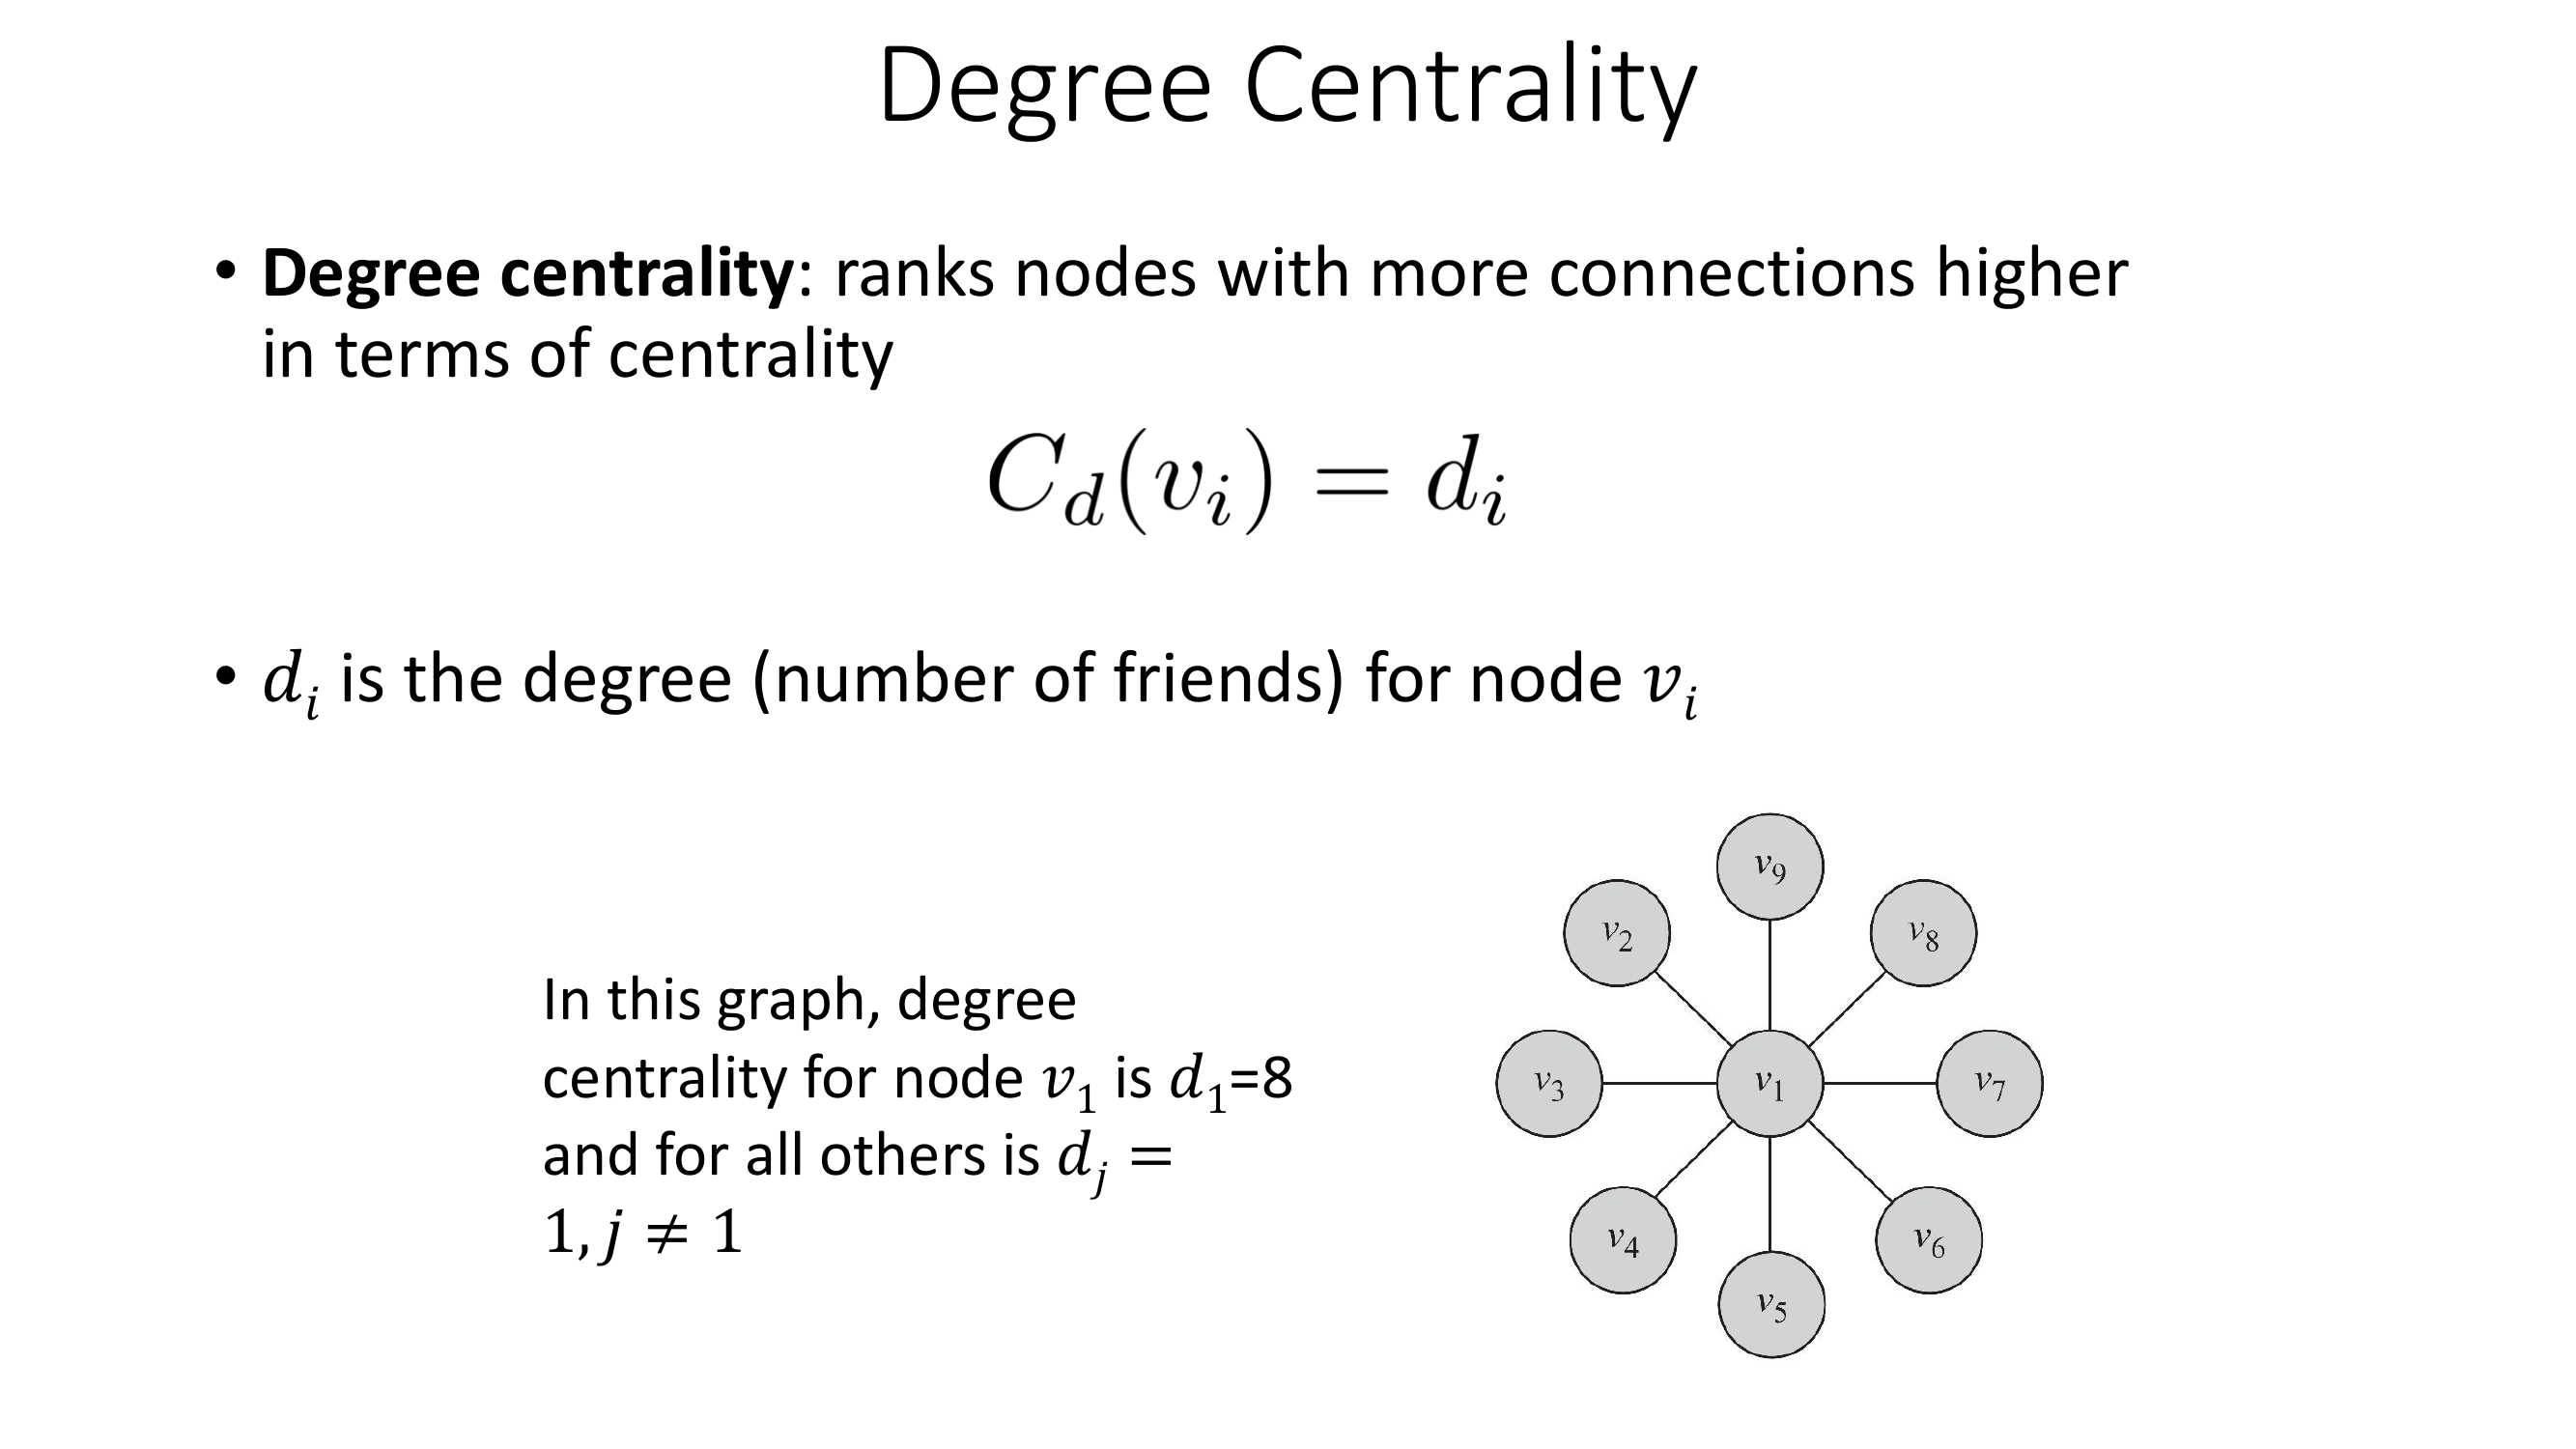 Degree Centrality
• Degree centrality: ranks nodes with more connections higher
in terms of centrality
C_d(v_i) = d_i
• d_i is the degree (number of friends) for node v_i
In this graph, degree
centrality for node v_1 is d_1=8
and for all others is d_j =
1, j ≠ 1
v_9
v_2
v_8
v_3
v_1
v_7
v_4
v_6
v_5